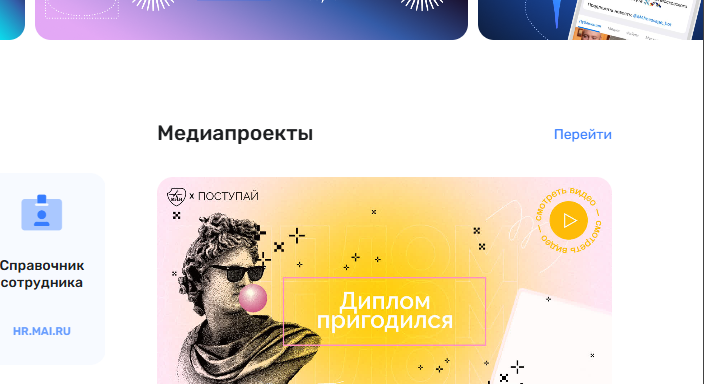 Медиапроекты
Перейти
x ПОСТУПАЙ
смотреть видео — смотреть видео —
Диплом
пригодился
Справочник
сотрудника
HR.MAI.RU